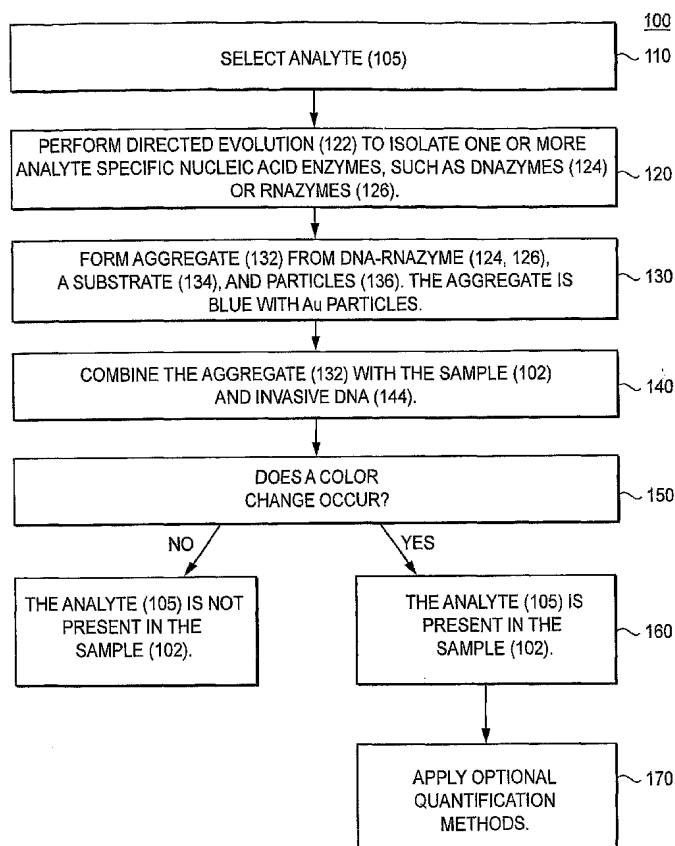 100
SELECT ANALYTE (105)
110
PERFORM DIRECTED EVOLUTION (122) TO ISOLATE ONE OR MORE
ANALYTE SPECIFIC NUCLEIC ACID ENZYMES, SUCH AS DNAZYMES (124)
OR RNAZYMES (126).
120
FORM AGGREGATE (132) FROM DNA-RNAZYME (124, 126),
A SUBSTRATE (134), AND PARTICLES (136). THE AGGREGATE IS
BLUE WITH Au PARTICLES.
130
COMBINE THE AGGREGATE (132) WITH THE SAMPLE (102)
AND INVASIVE DNA (144).
140
DOES A COLOR
CHANGE OCCUR?
150
NO
YES
THE ANALYTE (105) IS NOT
PRESENT IN THE
SAMPLE (102).
THE ANALYTE (105) IS
PRESENT IN THE
SAMPLE (102).
160
APPLY OPTIONAL
QUANTIFICATION
METHODS.
170